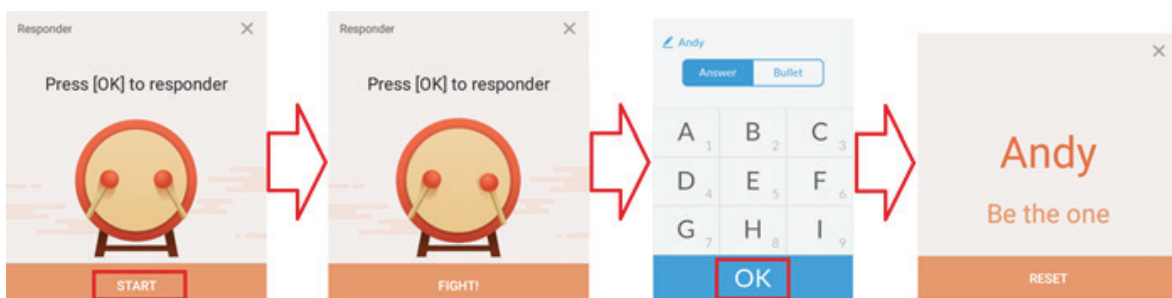 Responder ×
Press [OK] to responder
START
Responder ×
Press [OK] to responder
FIGHT!
Andy
Answer Bullet
A 1 B 2 C 3
D 4 E 5 F 6
G 7 H 8 I 9
OK
×
Andy
Be the one
RESET